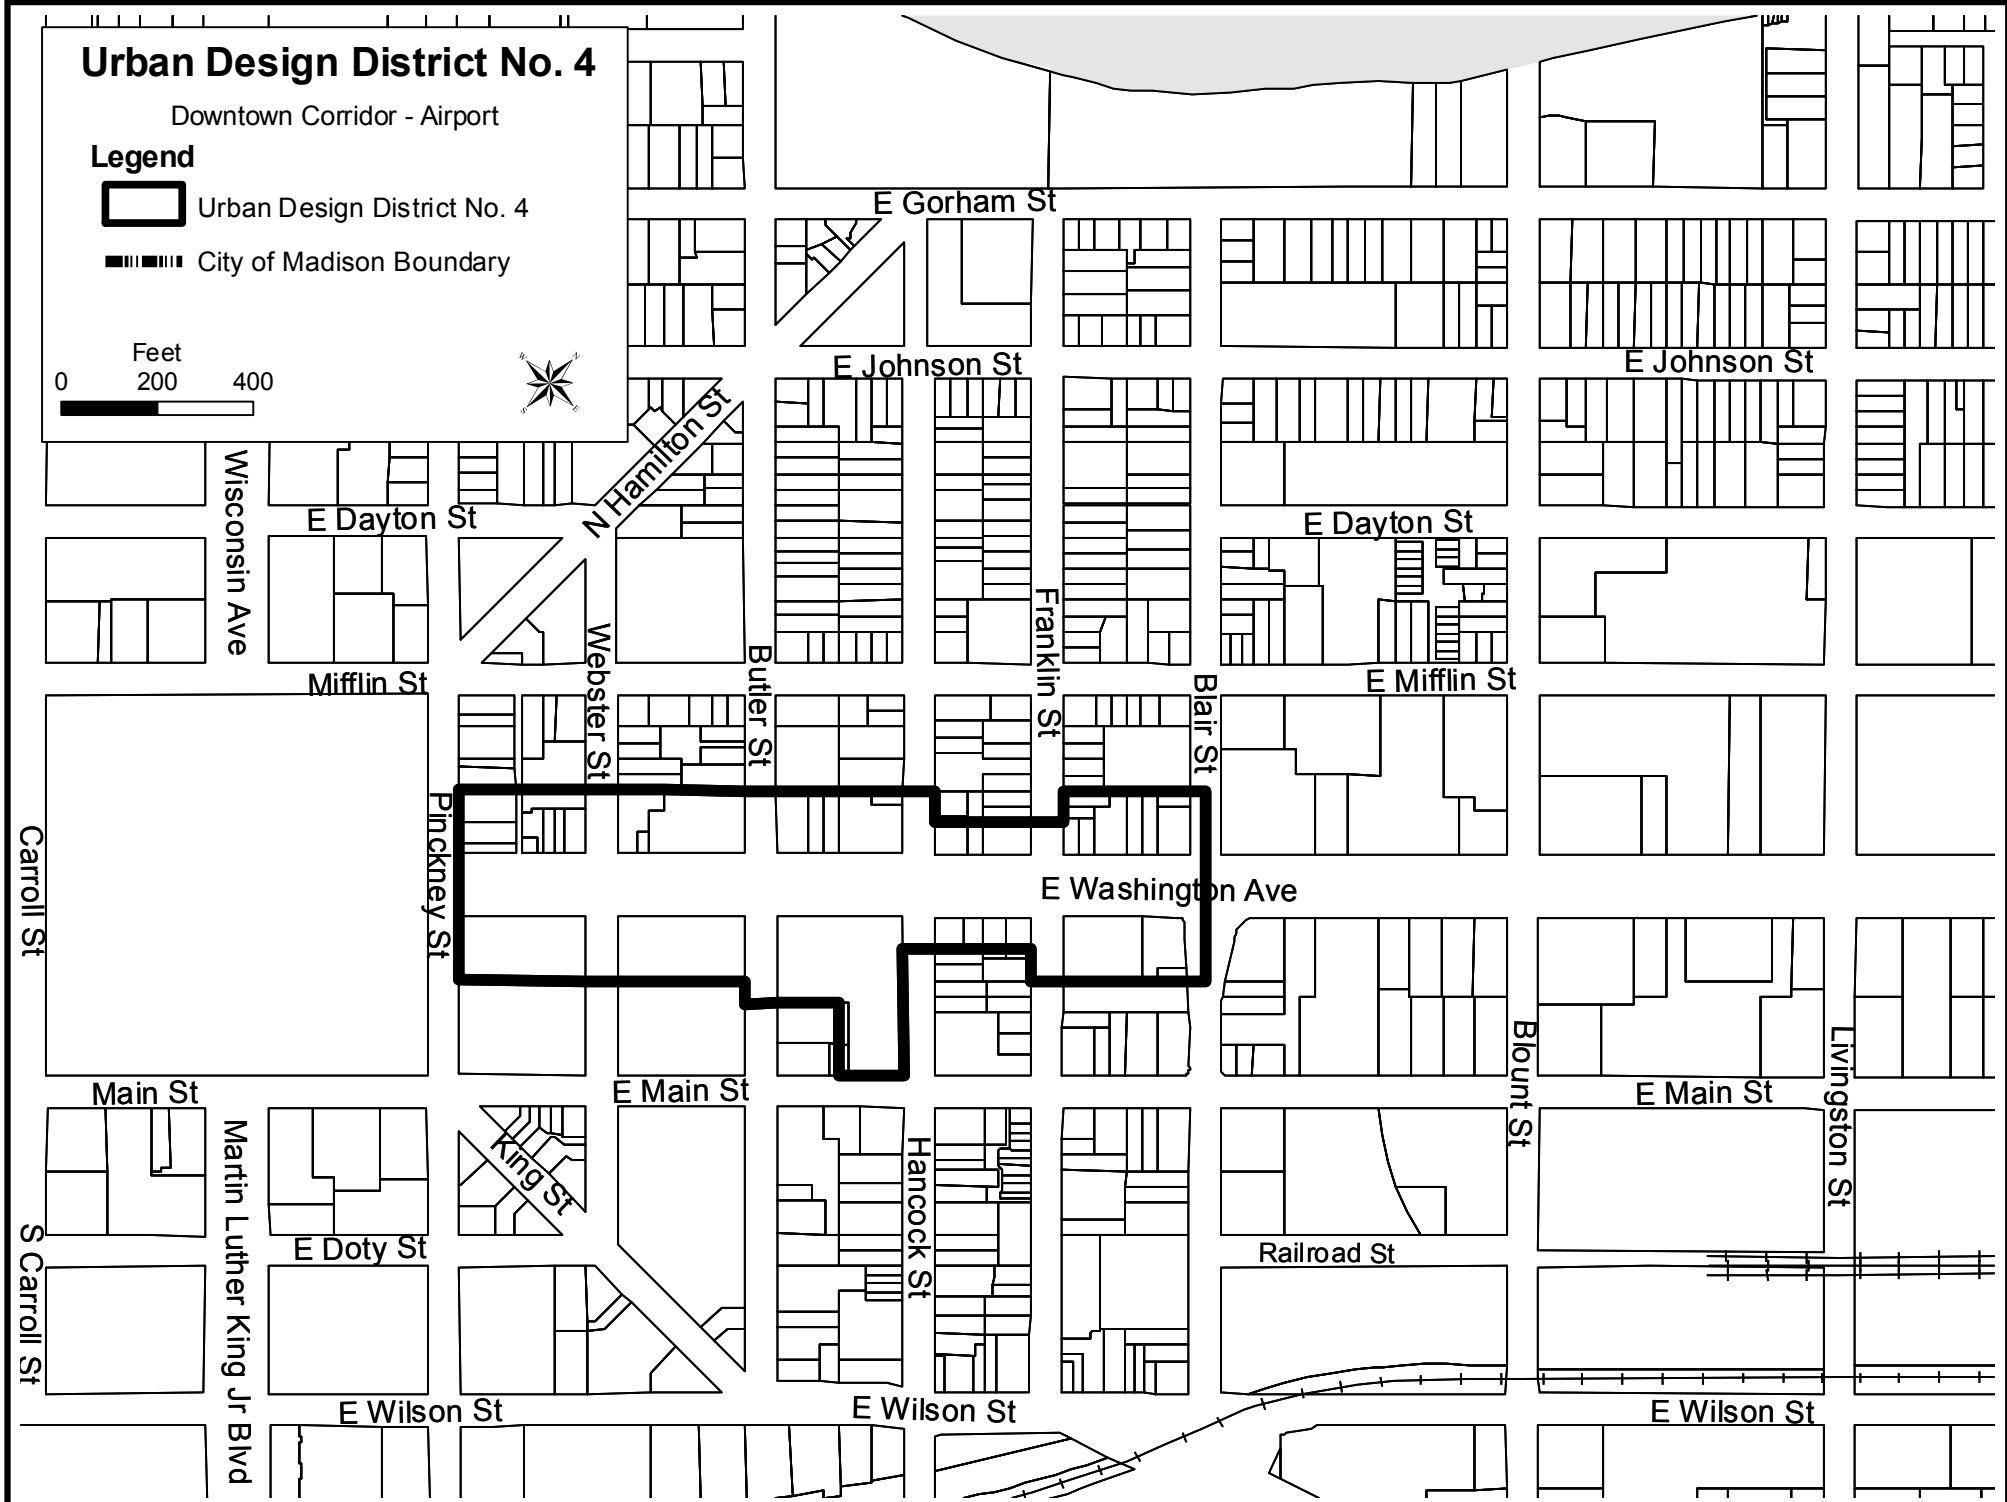 Urban Design District No. 4
Downtown Corridor - Airport
Legend
Urban Design District No. 4
City of Madison Boundary
Feet
0 200 400
W N
S E
E Gorham St
E Johnson St
E Johnson St
N Hamilton St
Wisconsin Ave
E Dayton St
E Dayton St
Franklin St
Webster St
Butler St
Mifflin St
E Mifflin St
Blair St
Pinckney St
Carroll St
E Washington Ave
Blount St
Livingston St
Main St
E Main St
E Main St
King St
Martin Luther King Jr Blvd
Hancock St
S Carroll St
E Doty St
Railroad St
E Wilson St
E Wilson St
E Wilson St